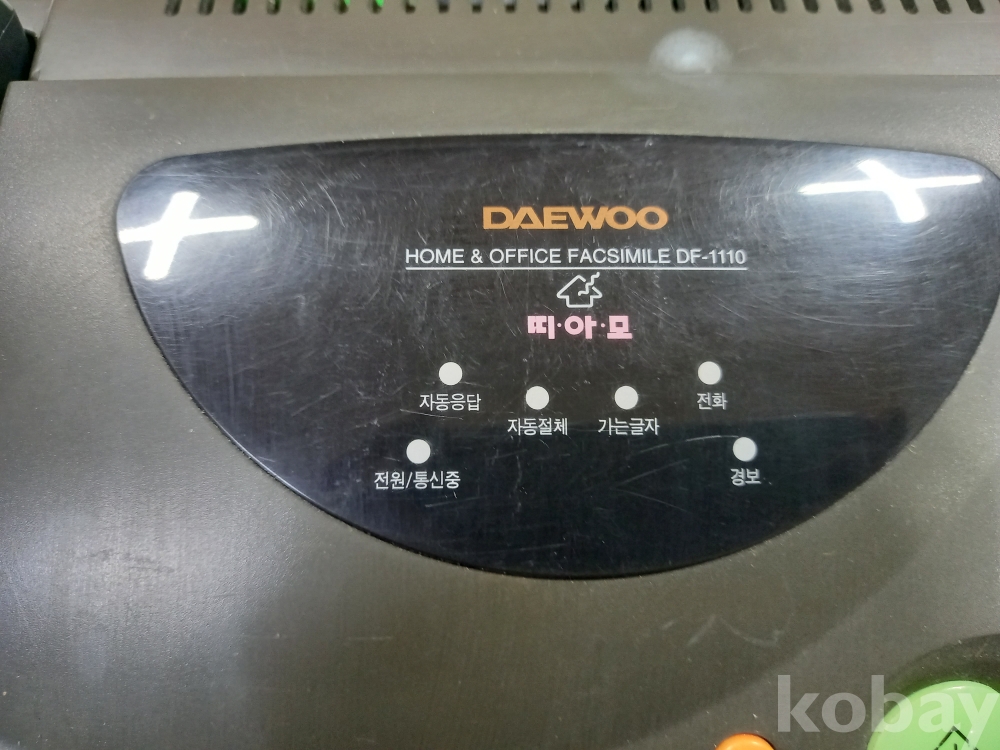 DAEWOO
HOME & OFFICE FACSIMILE DF-1110
띠·아·모
자동응답
자동절체
가는글자
전화
전원/통신중
경보
kobay